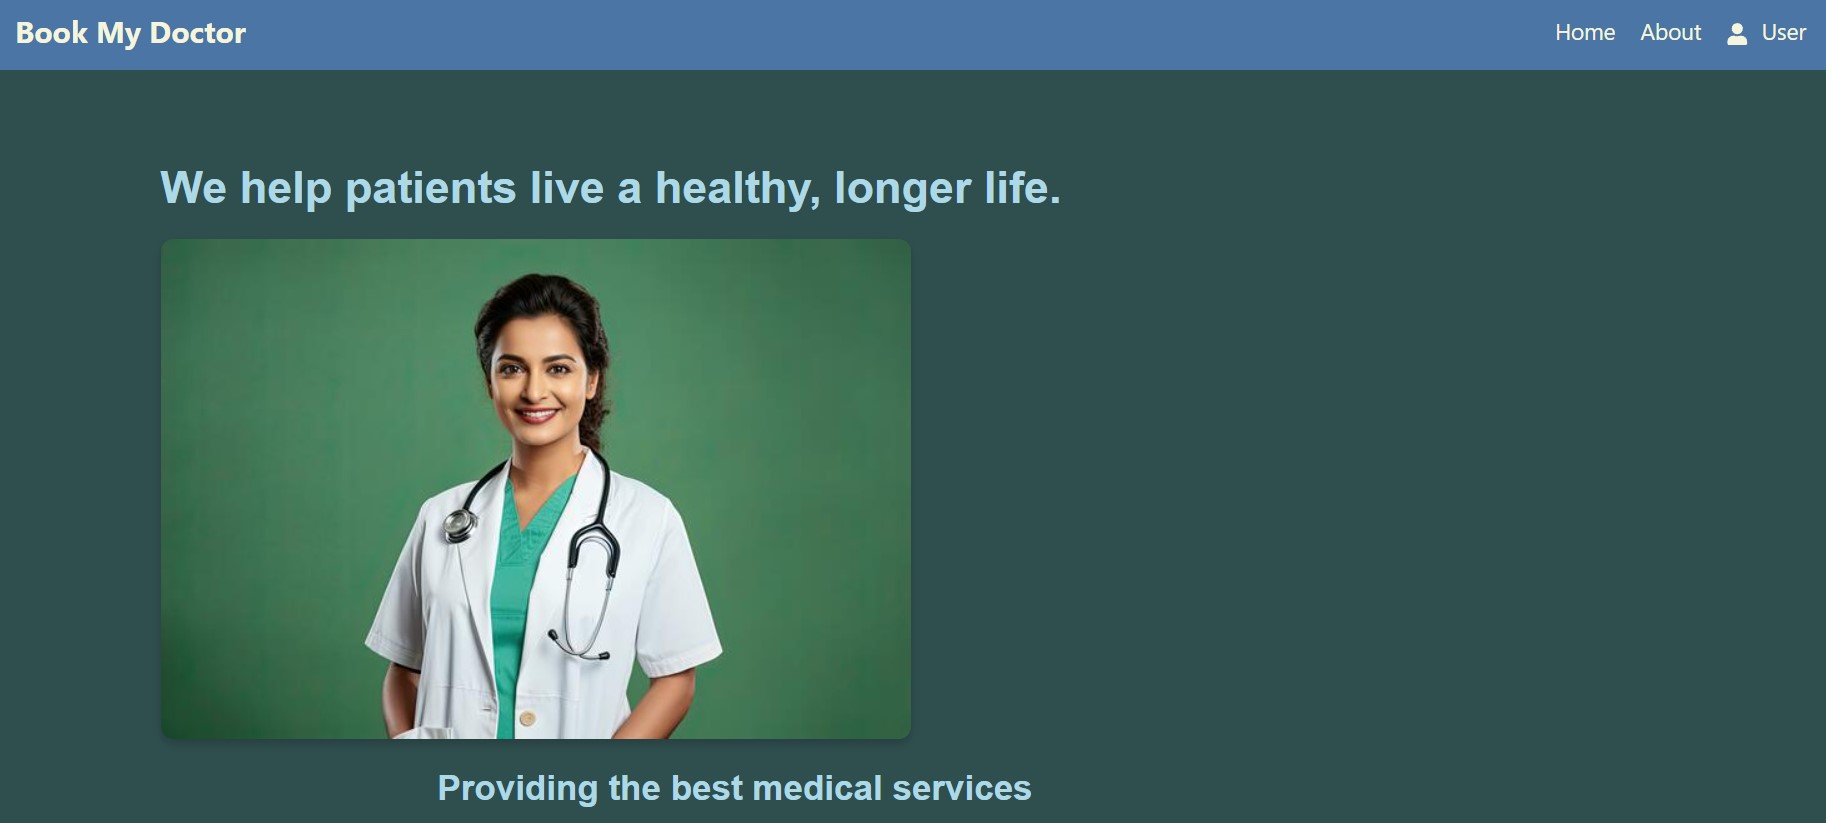 Book My Doctor
Home About User
We help patients live a healthy, longer life.
Providing the best medical services